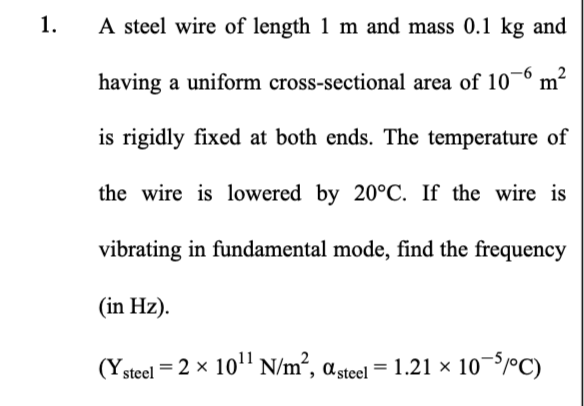 1. A steel wire of length 1 m and mass 0.1 kg and
having a uniform cross-sectional area of 10⁻⁶ m²
is rigidly fixed at both ends. The temperature of
the wire is lowered by 20°C. If the wire is
vibrating in fundamental mode, find the frequency
(in Hz).
(Y steel = 2 × 10¹¹ N/m², α steel = 1.21 × 10⁻⁵/°C)